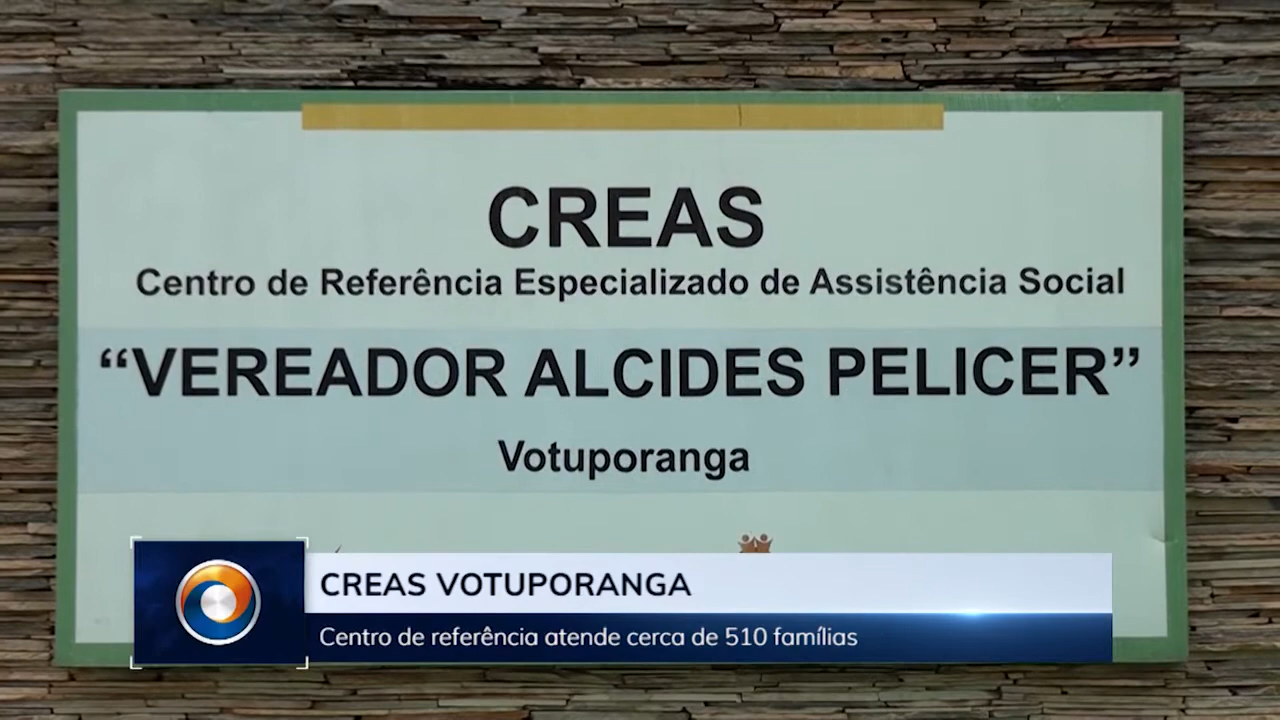 CREAS
Centro de Referência Especializado de Assistência Social
“VEREADOR ALCIDES PELICER”
Votuporanga
CREAS VOTUPORANGA
Centro de referência atende cerca de 510 famílias